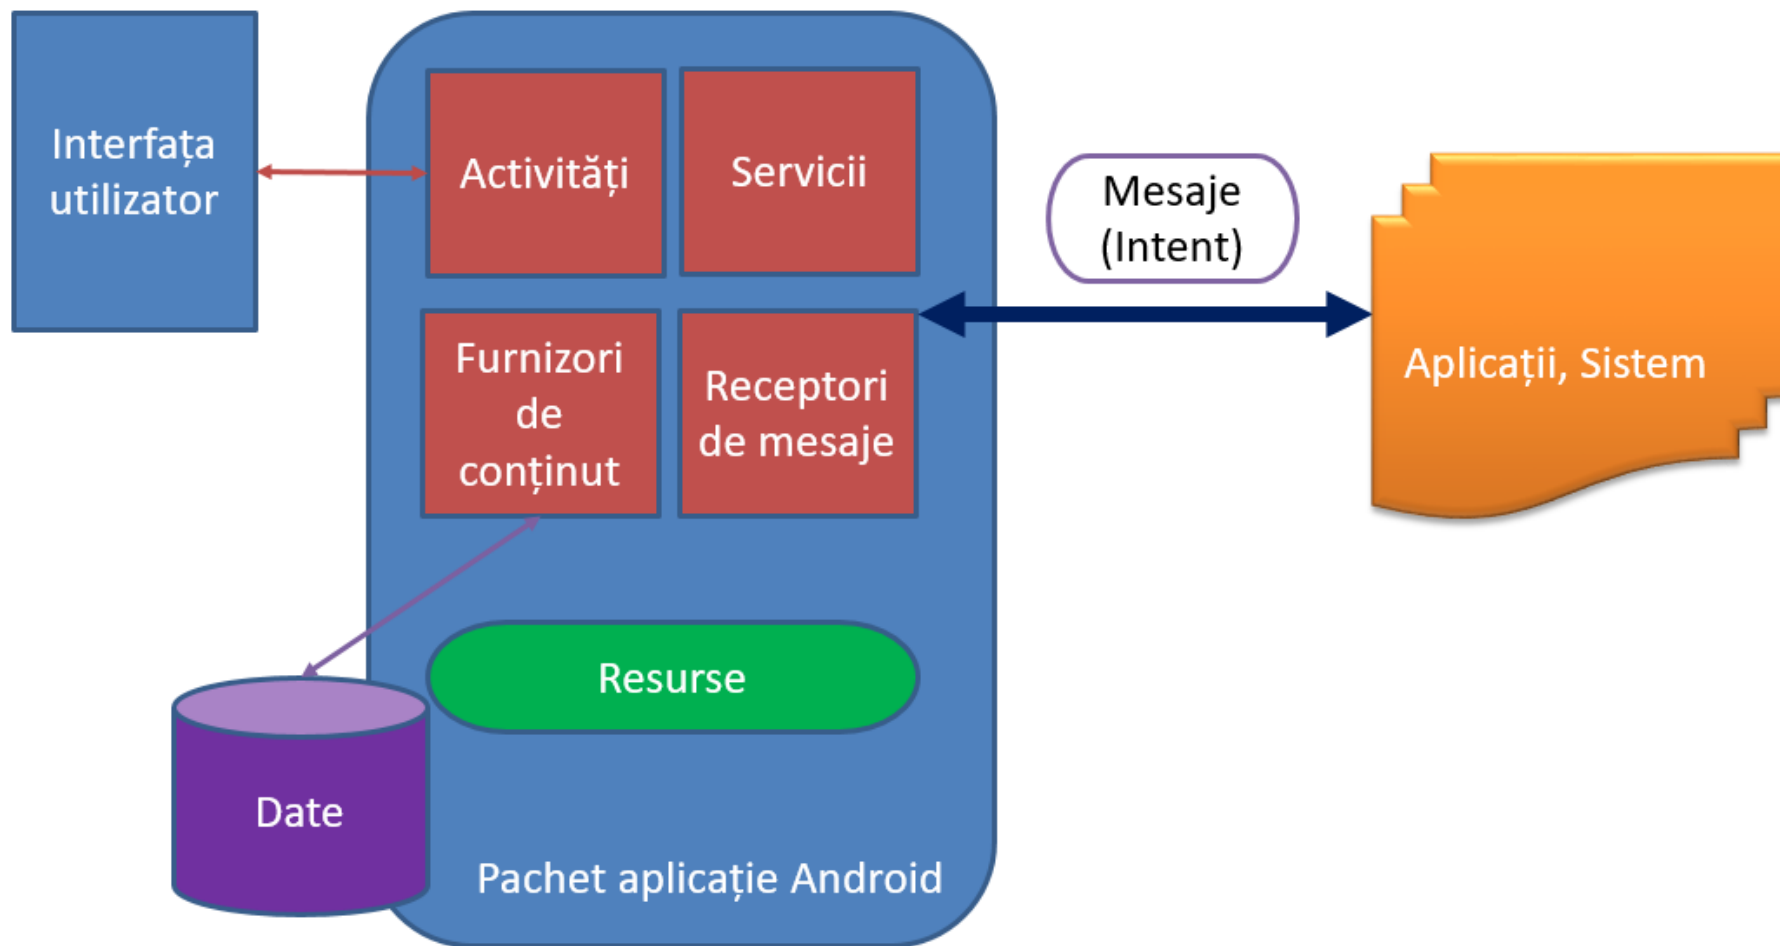 Interfața
utilizator
Activități
Servicii
Mesaje
(Intent)
Furnizori
de
conținut
Receptori
de mesaje
Aplicații, Sistem
Resurse
Date
Pachet aplicație Android